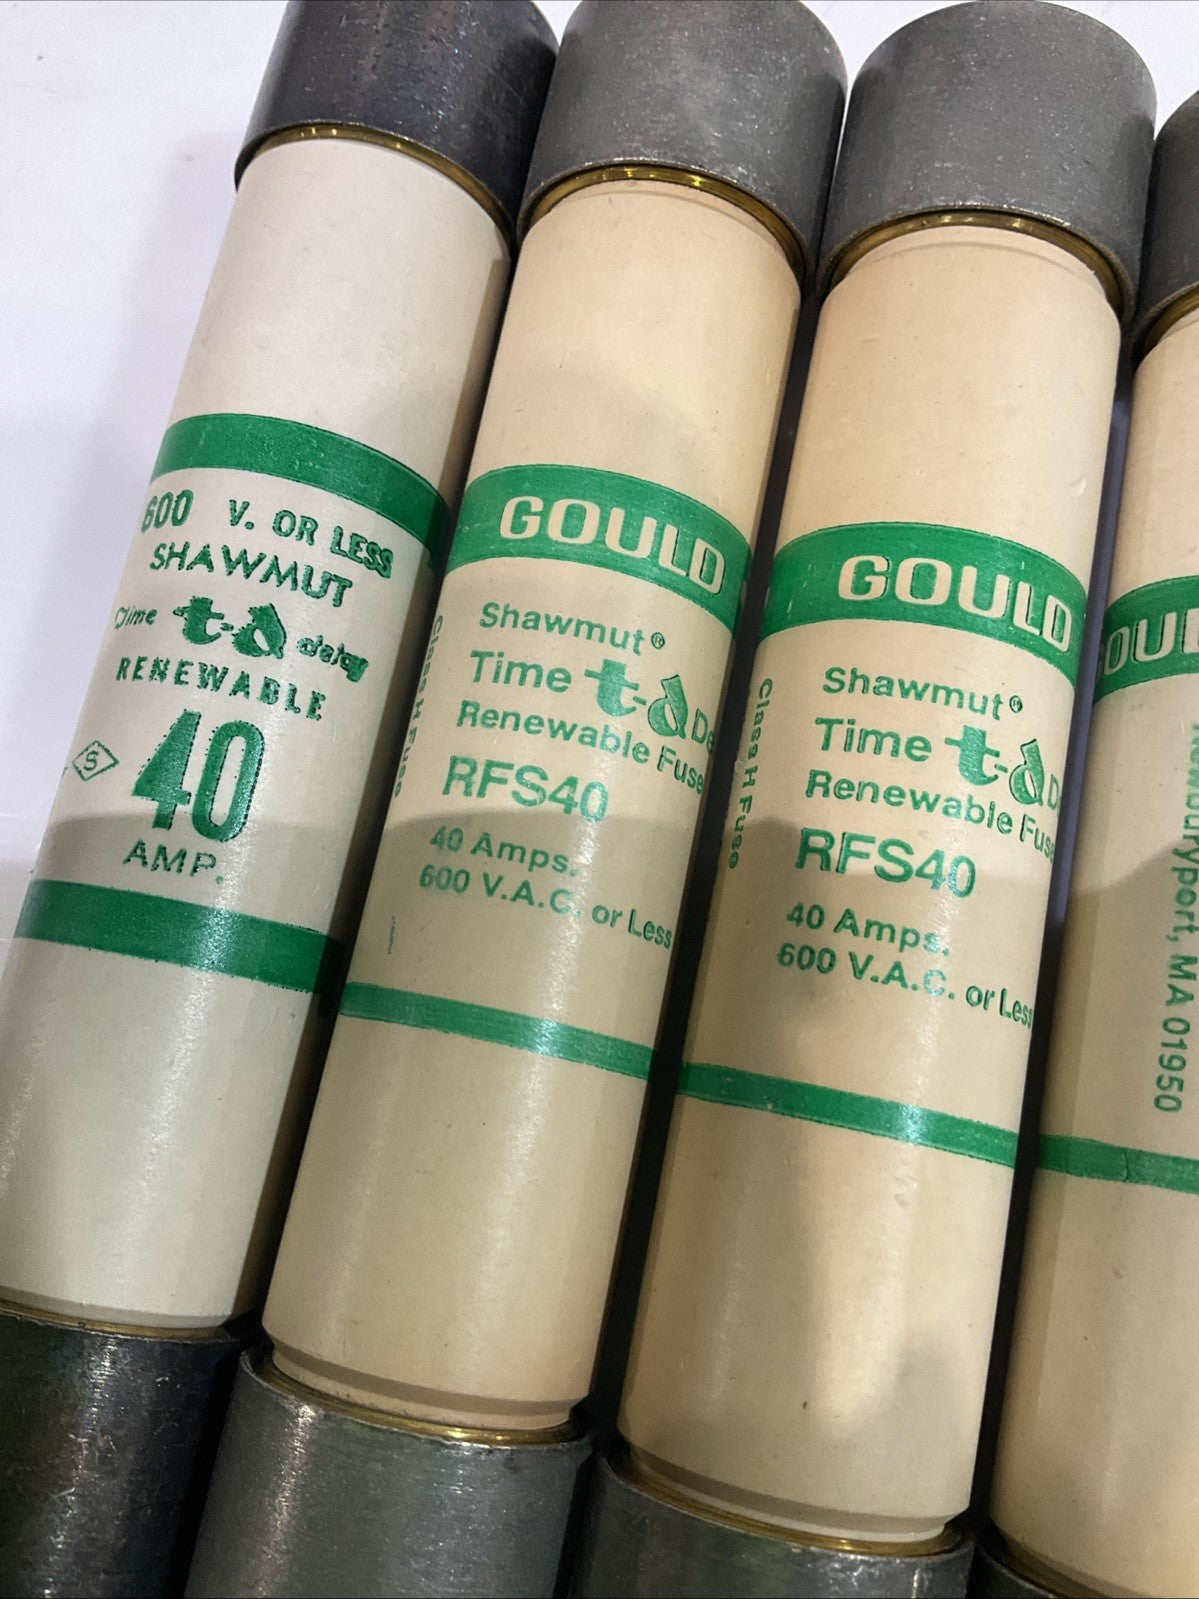 600 V. OR LESS
SHAWMUT
Time t-d delay
RENEWABLE
S
40
AMP.
GOULD
Shawmut®
Time t-d De
Renewable Fuse
RFS40
40 Amps.
600 V.A.C. or Less
Class H Fuse
GOULD
Shawmut®
Time t-d D
Renewable Fuse
RFS40
40 Amps.
600 V.A.C. or Less
Class H Fuse
OUL
Newburyport, MA 01950